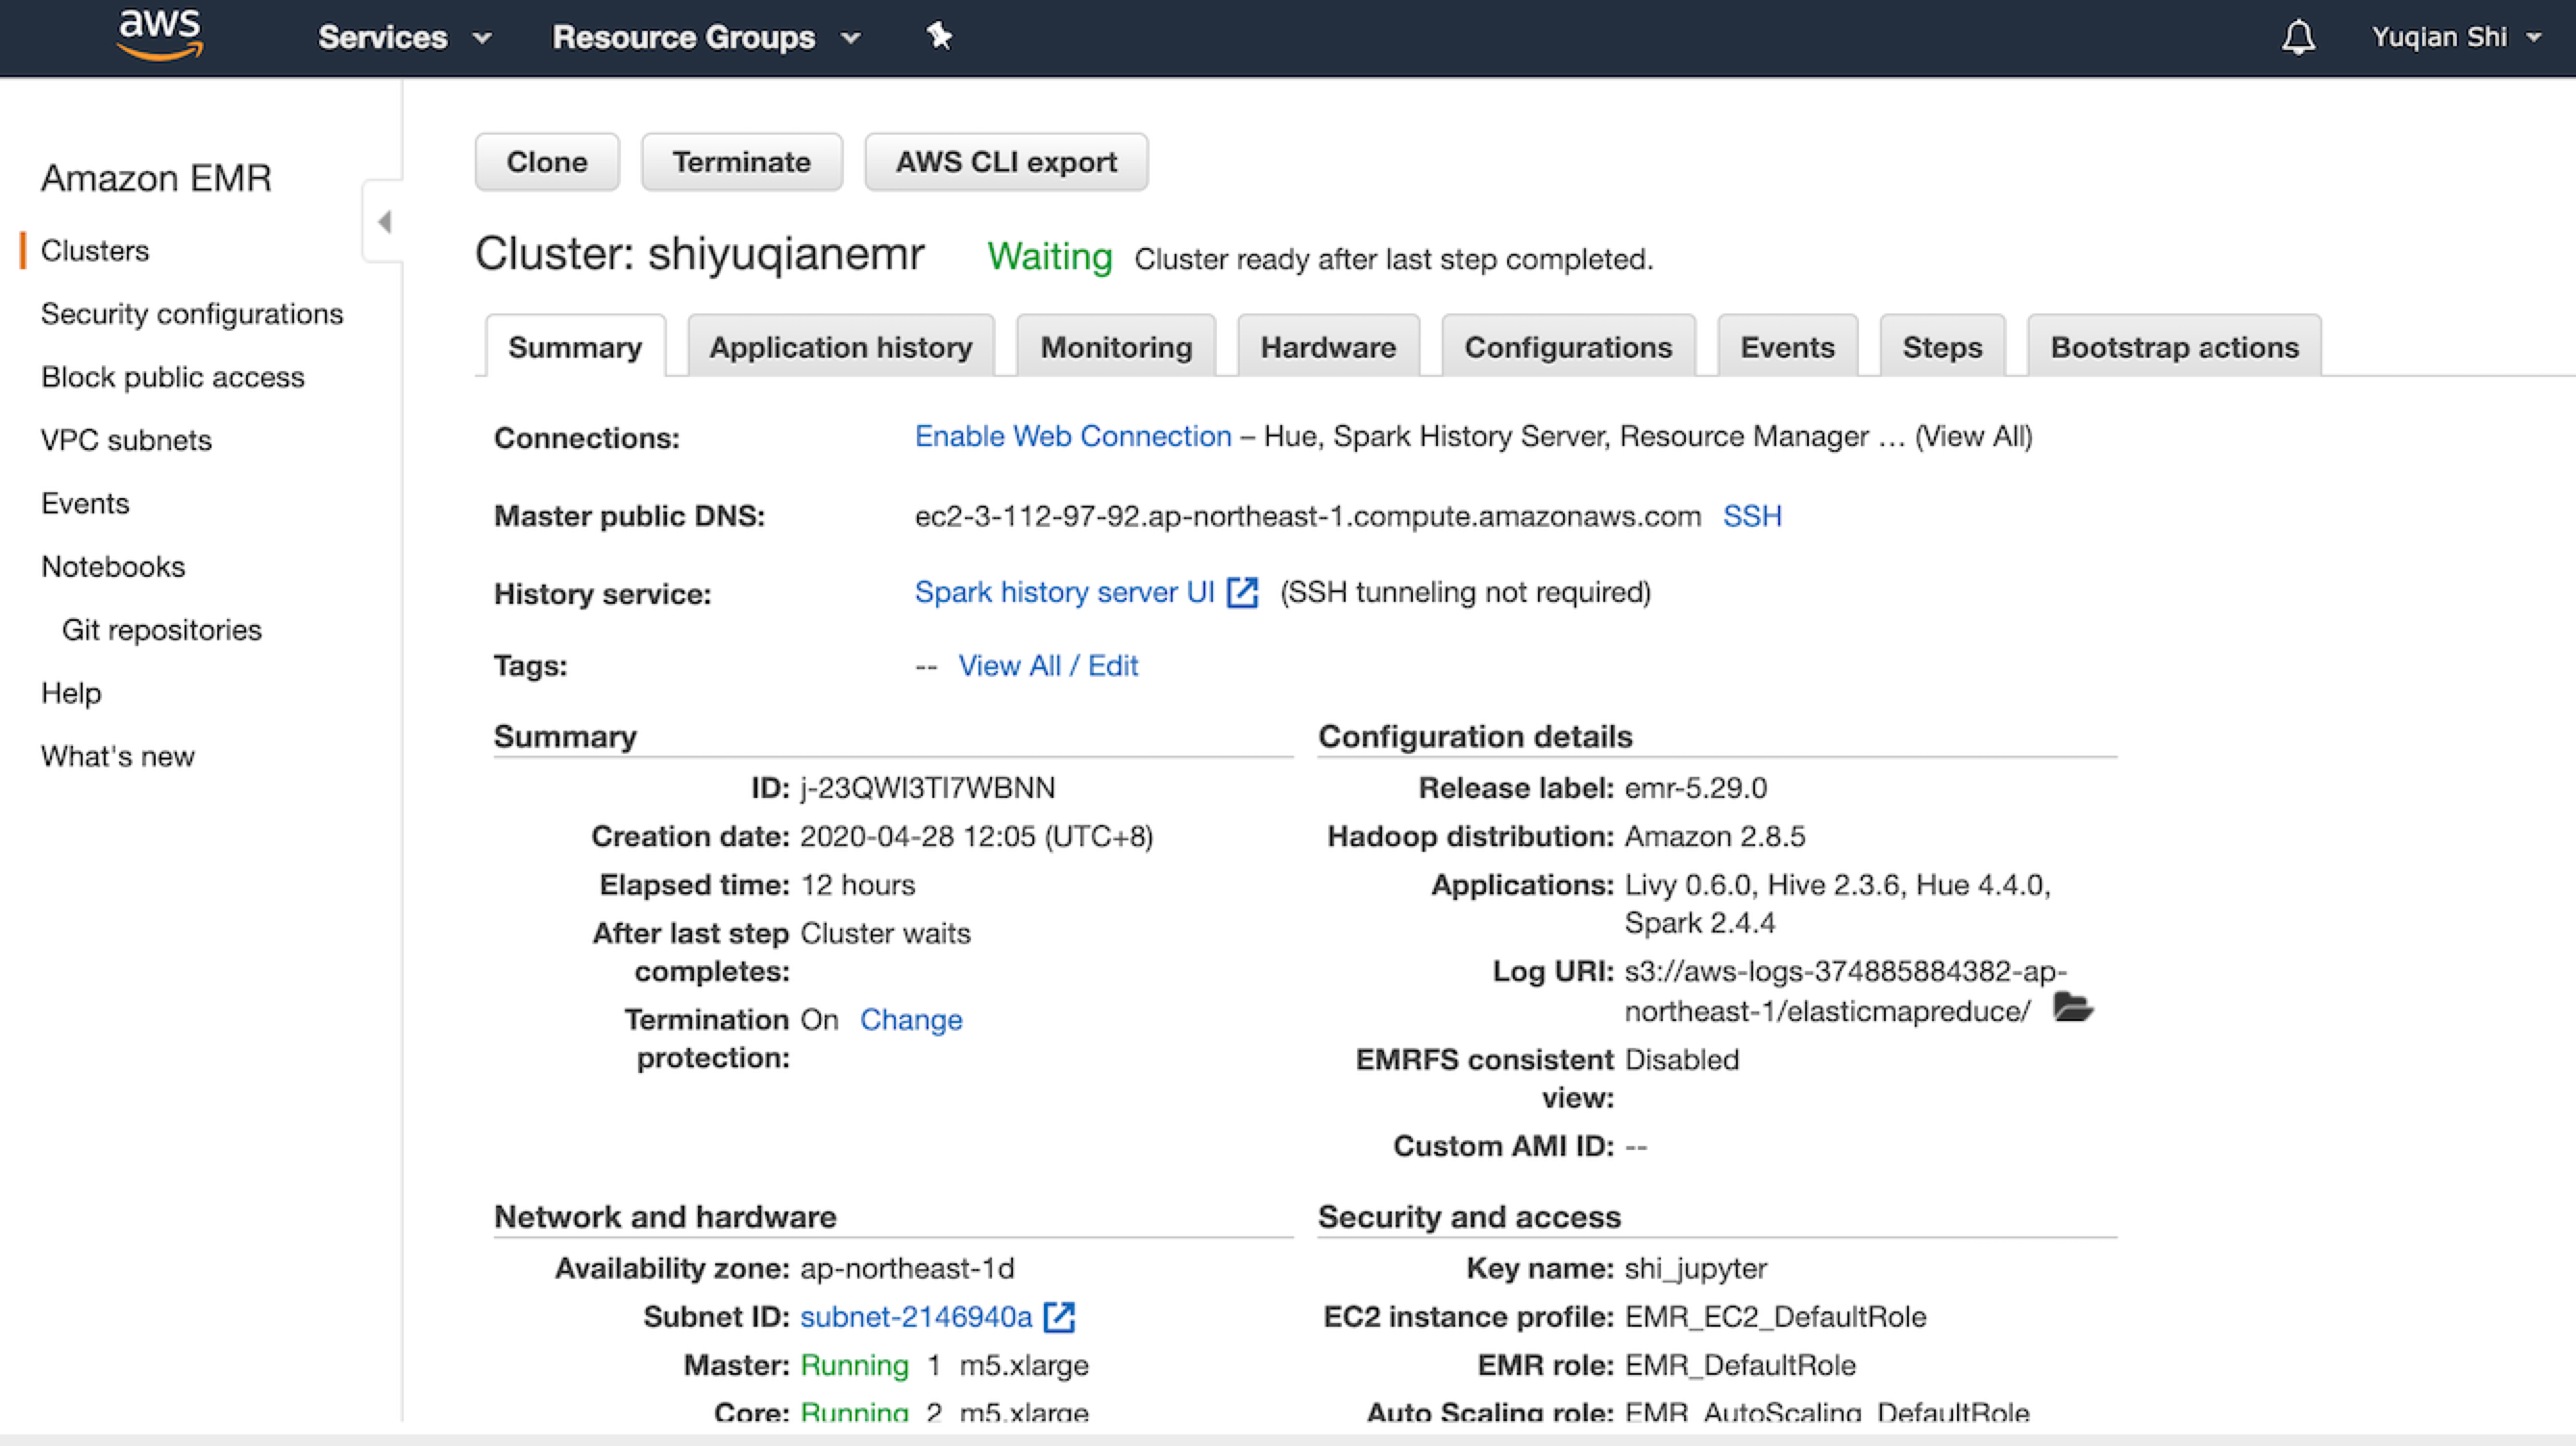 aws Services Resource Groups Yuqian Shi
Amazon EMR
Clusters
Security configurations
Block public access
VPC subnets
Events
Notebooks
Git repositories
Help
What's new
Clone Terminate AWS CLI export
Cluster: shiyuqianemr Waiting Cluster ready after last step completed.
Summary Application history Monitoring Hardware Configurations Events Steps Bootstrap actions
Connections: Enable Web Connection – Hue, Spark History Server, Resource Manager … (View All)
Master public DNS: ec2-3-112-97-92.ap-northeast-1.compute.amazonaws.com SSH
History service: Spark history server UI (SSH tunneling not required)
Tags: -- View All / Edit
Summary
ID: j-23QWI3TI7WBNN
Creation date: 2020-04-28 12:05 (UTC+8)
Elapsed time: 12 hours
After last step Cluster waits
completes:
Termination On Change
protection:
Configuration details
Release label: emr-5.29.0
Hadoop distribution: Amazon 2.8.5
Applications: Livy 0.6.0, Hive 2.3.6, Hue 4.4.0,
Spark 2.4.4
Log URI: s3://aws-logs-374885884382-ap-
northeast-1/elasticmapreduce/
EMRFS consistent Disabled
view:
Custom AMI ID: --
Network and hardware
Availability zone: ap-northeast-1d
Subnet ID: subnet-2146940a
Master: Running 1 m5.xlarge
Core: Running 2 m5.xlarge
Security and access
Key name: shi_jupyter
EC2 instance profile: EMR_EC2_DefaultRole
EMR role: EMR_DefaultRole
Auto Scaling role: EMR_AutoScaling_DefaultRole